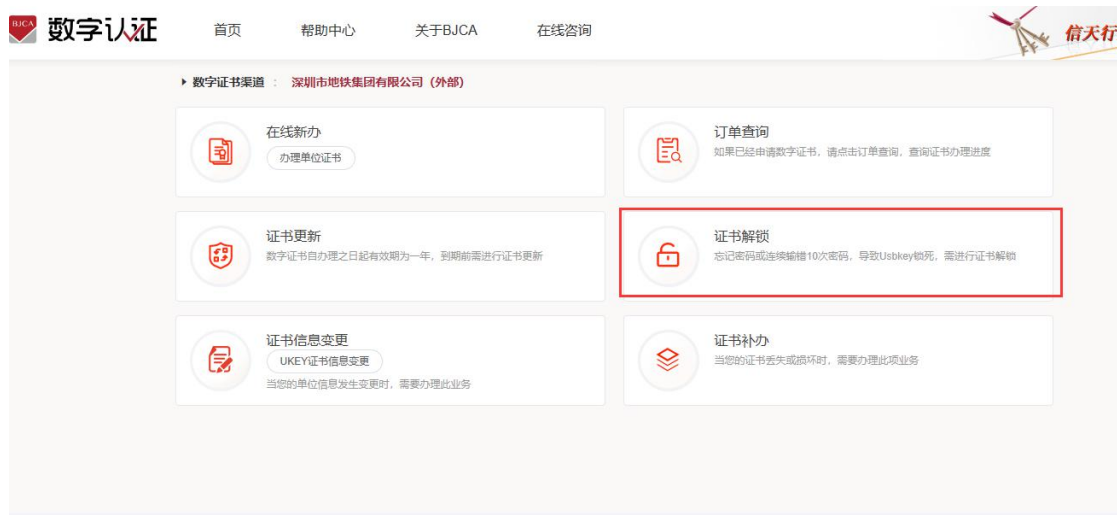 BJCA 数字认证 首页 帮助中心 关于BJCA 在线咨询 信天行
数字证书渠道 : 深圳市地铁集团有限公司（外部）
在线新办
办理单位证书
订单查询
如果已经申请数字证书，请点击订单查询，查询证书办理进度
证书更新
数字证书自办理之日起有效期为一年，到期前需进行证书更新
证书解锁
忘记密码或连续输错10次密码，导致Usbkey锁死，需进行证书解锁
证书信息变更
UKEY证书信息变更
当您的单位信息发生变更时，需要办理此业务
证书补办
当您的证书丢失或损坏时，需要办理此项业务